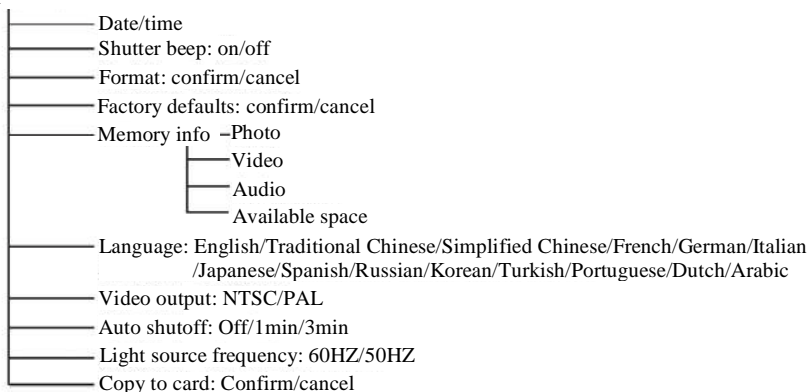 Date/time
Shutter beep: on/off
Format: confirm/cancel
Factory defaults: confirm/cancel
Memory info Photo
Video
Audio
Available space
Language: English/Traditional Chinese/Simplified Chinese/French/German/Italian
/Japanese/Spanish/Russian/Korean/Turkish/Portuguese/Dutch/Arabic
Video output: NTSC/PAL
Auto shutoff: Off/1min/3min
Light source frequency: 60HZ/50HZ
Copy to card: Confirm/cancel